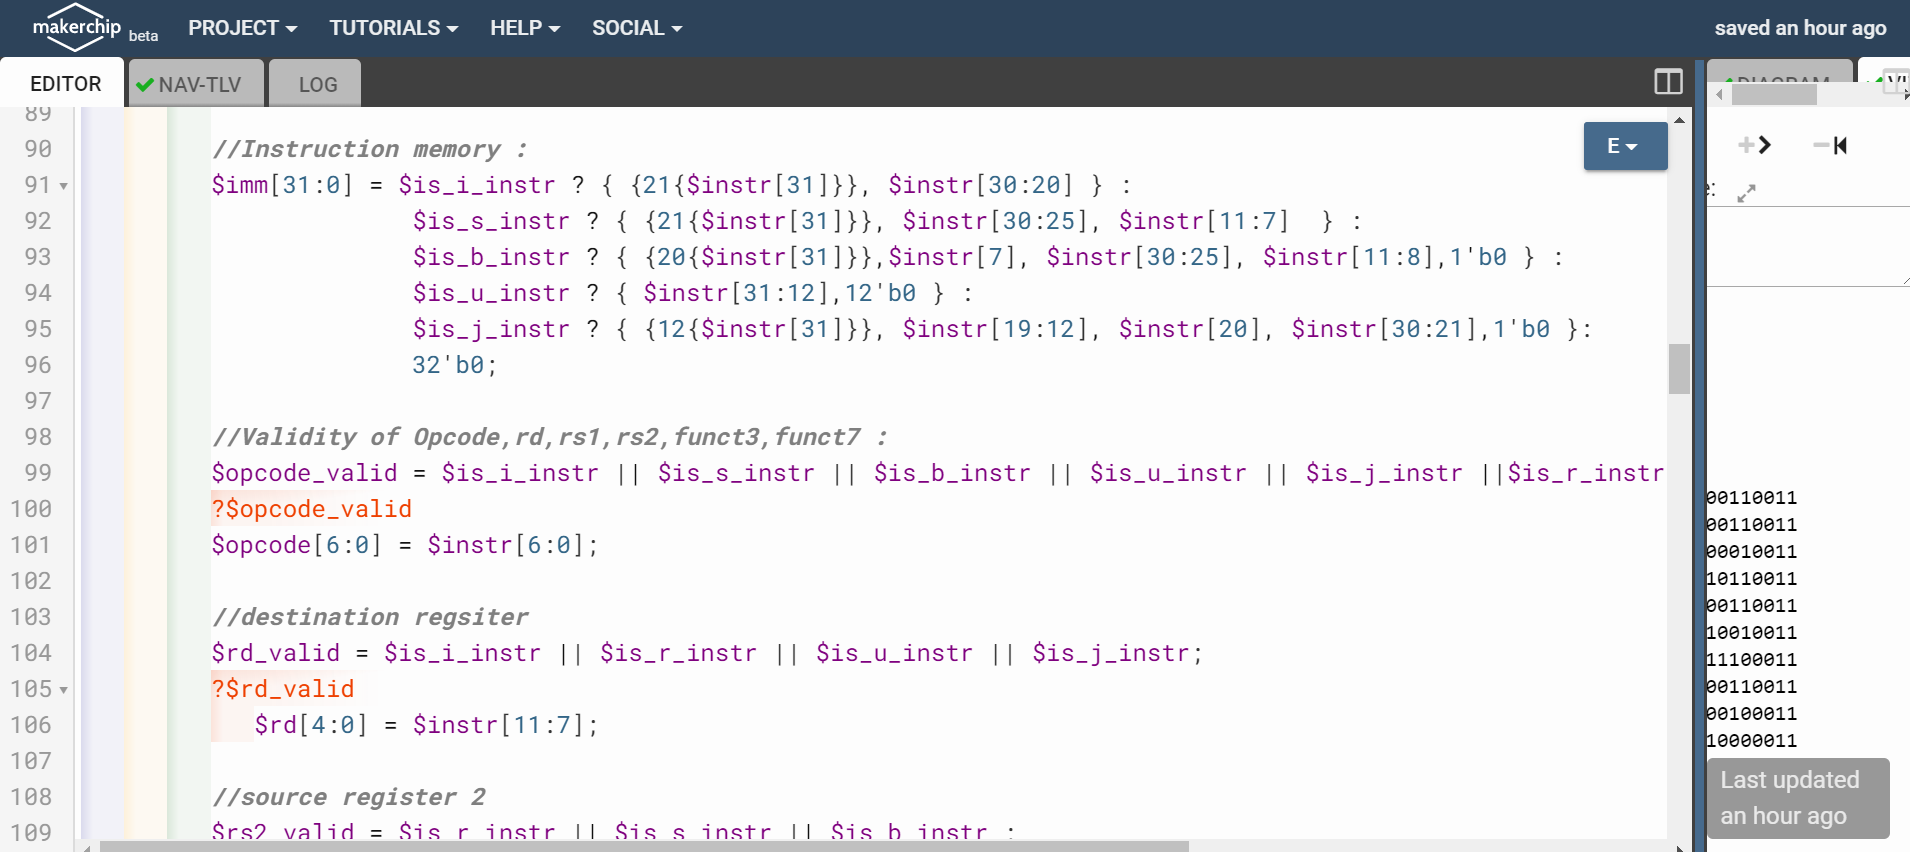 makerchip beta PROJECT TUTORIALS HELP SOCIAL saved an hour ago
EDITOR NAV-TLV LOG DIAGRAM
89
90 //Instruction memory :
E
91 $imm[31:0] = $is_i_instr ? { {21{$instr[31]}}, $instr[30:20] } :
92 $is_s_instr ? { {21{$instr[31]}}, $instr[30:25], $instr[11:7]  } :
93 $is_b_instr ? { {20{$instr[31]}},$instr[7], $instr[30:25], $instr[11:8],1'b0 } :
94 $is_u_instr ? { $instr[31:12],12'b0 } :
95 $is_j_instr ? { {12{$instr[31]}}, $instr[19:12], $instr[20], $instr[30:21],1'b0 }:
96 32'b0;
97
98 //Validity of Opcode,rd,rs1,rs2,funct3,funct7 :
99 $opcode_valid = $is_i_instr || $is_s_instr || $is_b_instr || $is_u_instr || $is_j_instr ||$is_r_instr
100 ?$opcode_valid
101 $opcode[6:0] = $instr[6:0];
102
103 //destination regsiter
104 $rd_valid = $is_i_instr || $is_r_instr || $is_u_instr || $is_j_instr;
105 ?$rd_valid
106 $rd[4:0] = $instr[11:7];
107
108 //source register 2
109 $rs2_valid = $is_r_instr || $is_s_instr || $is_b_instr ;
00110011
00110011
00010011
10110011
00110011
10010011
11100011
00110011
00100011
10000011
Last updated
an hour ago